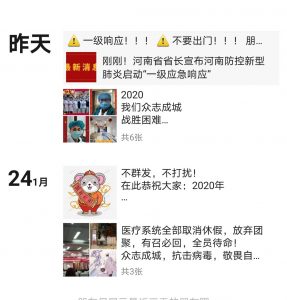 昨天
⚠️一级响应！！！⚠️不要出门！！！朋...
最新消息
刚刚！河南省省长宣布河南防控新型
肺炎启动“一级应急响应”
2020
我们众志成城
战胜困难...
共6张
24 1月
不群发，不打扰！
在此恭祝大家：2020年
...
医疗系统全部取消休假，放弃团
聚，有召必回，全员待命！
众志成城，抗击病毒，敬畏自...
共3张